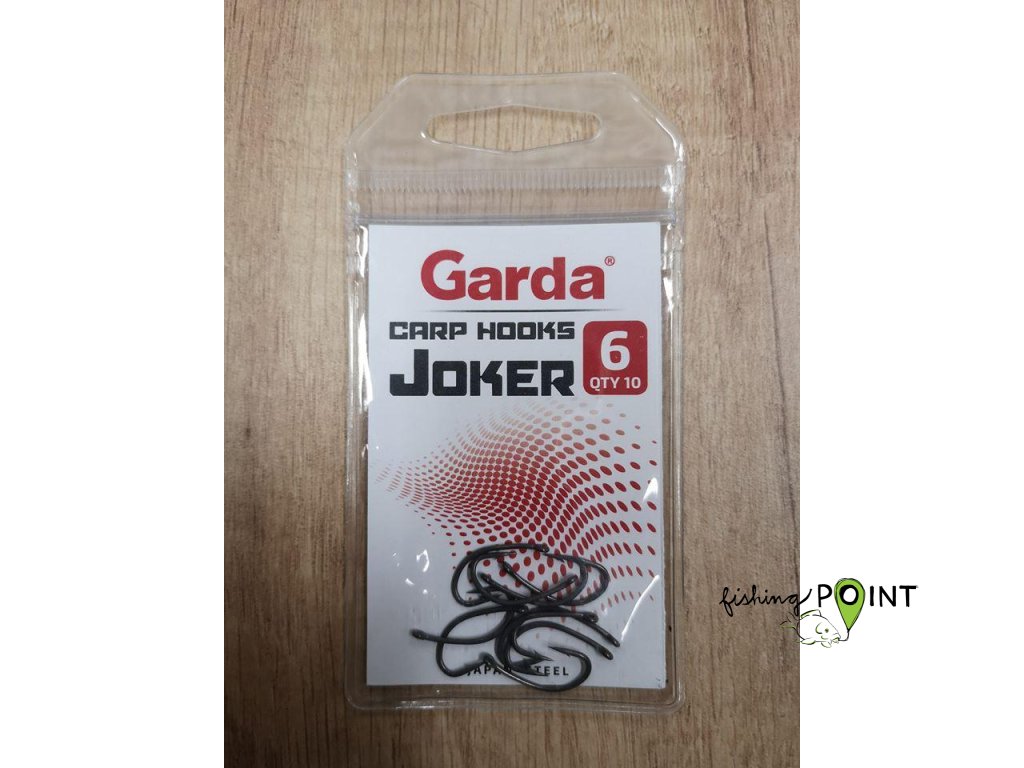 Garda®
CARP HOOKS
JOKER
6
QTY 10
fishing POINT